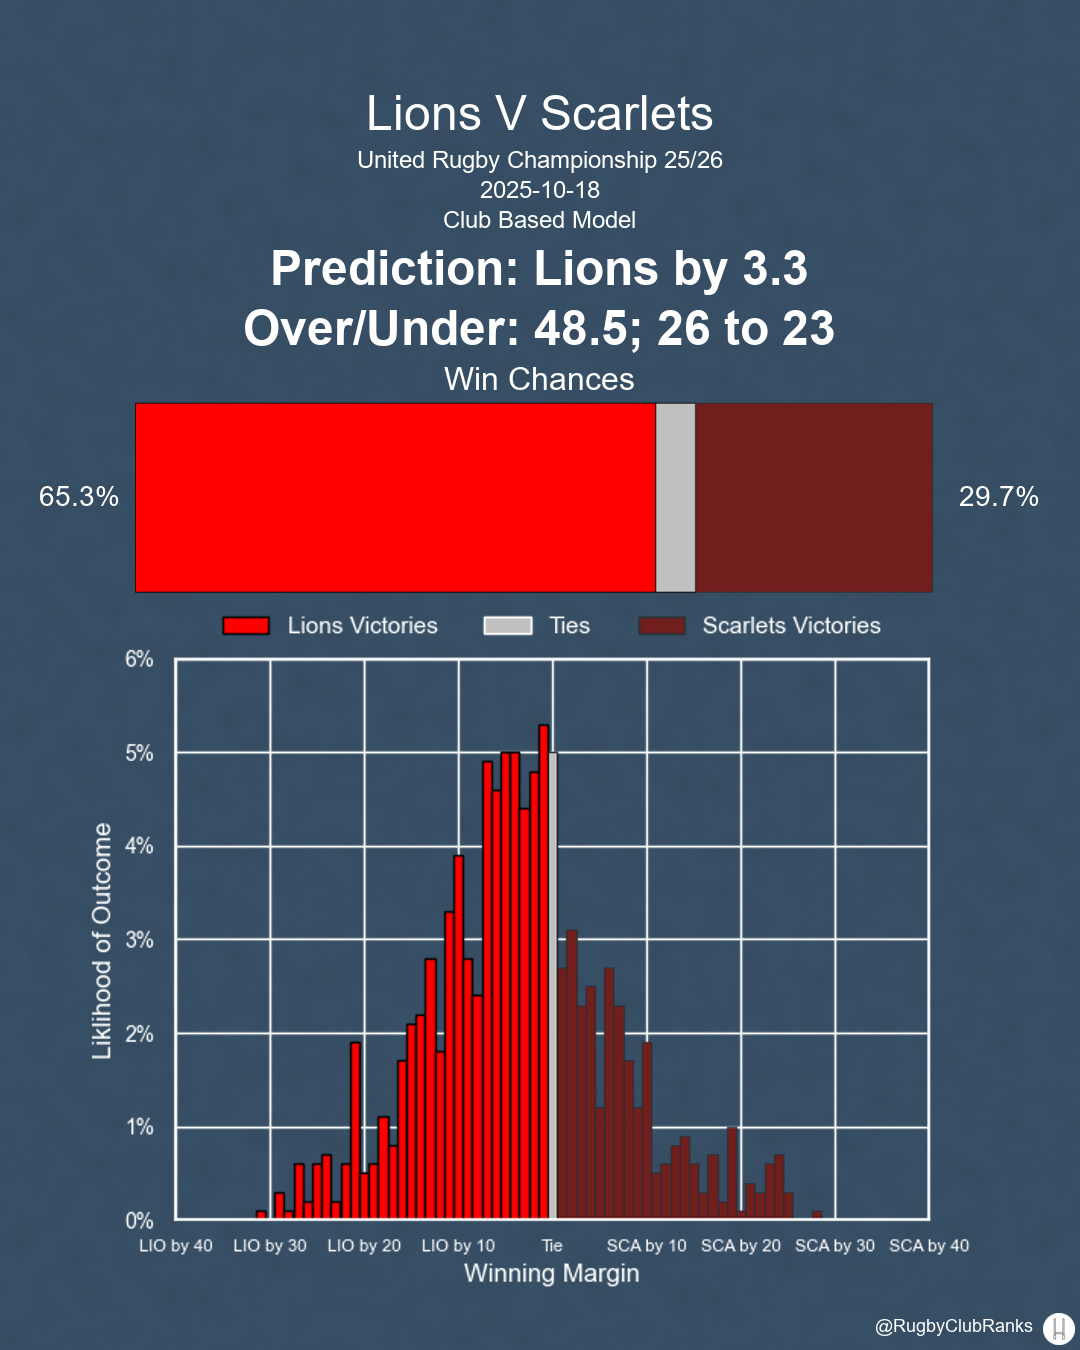 Lions V Scarlets
United Rugby Championship 25/26
2025-10-18
Club Based Model
Prediction: Lions by 3.3
Over/Under: 48.5; 26 to 23
Win Chances
65.3%
29.7%
Lions Victories Ties Scarlets Victories
6%
5%
4%
3%
2%
1%
0%
Liklihood of Outcome
LIO by 40 LIO by 30 LIO by 20 LIO by 10 Tie SCA by 10 SCA by 20 SCA by 30 SCA by 40
Winning Margin
@RugbyClubRanks